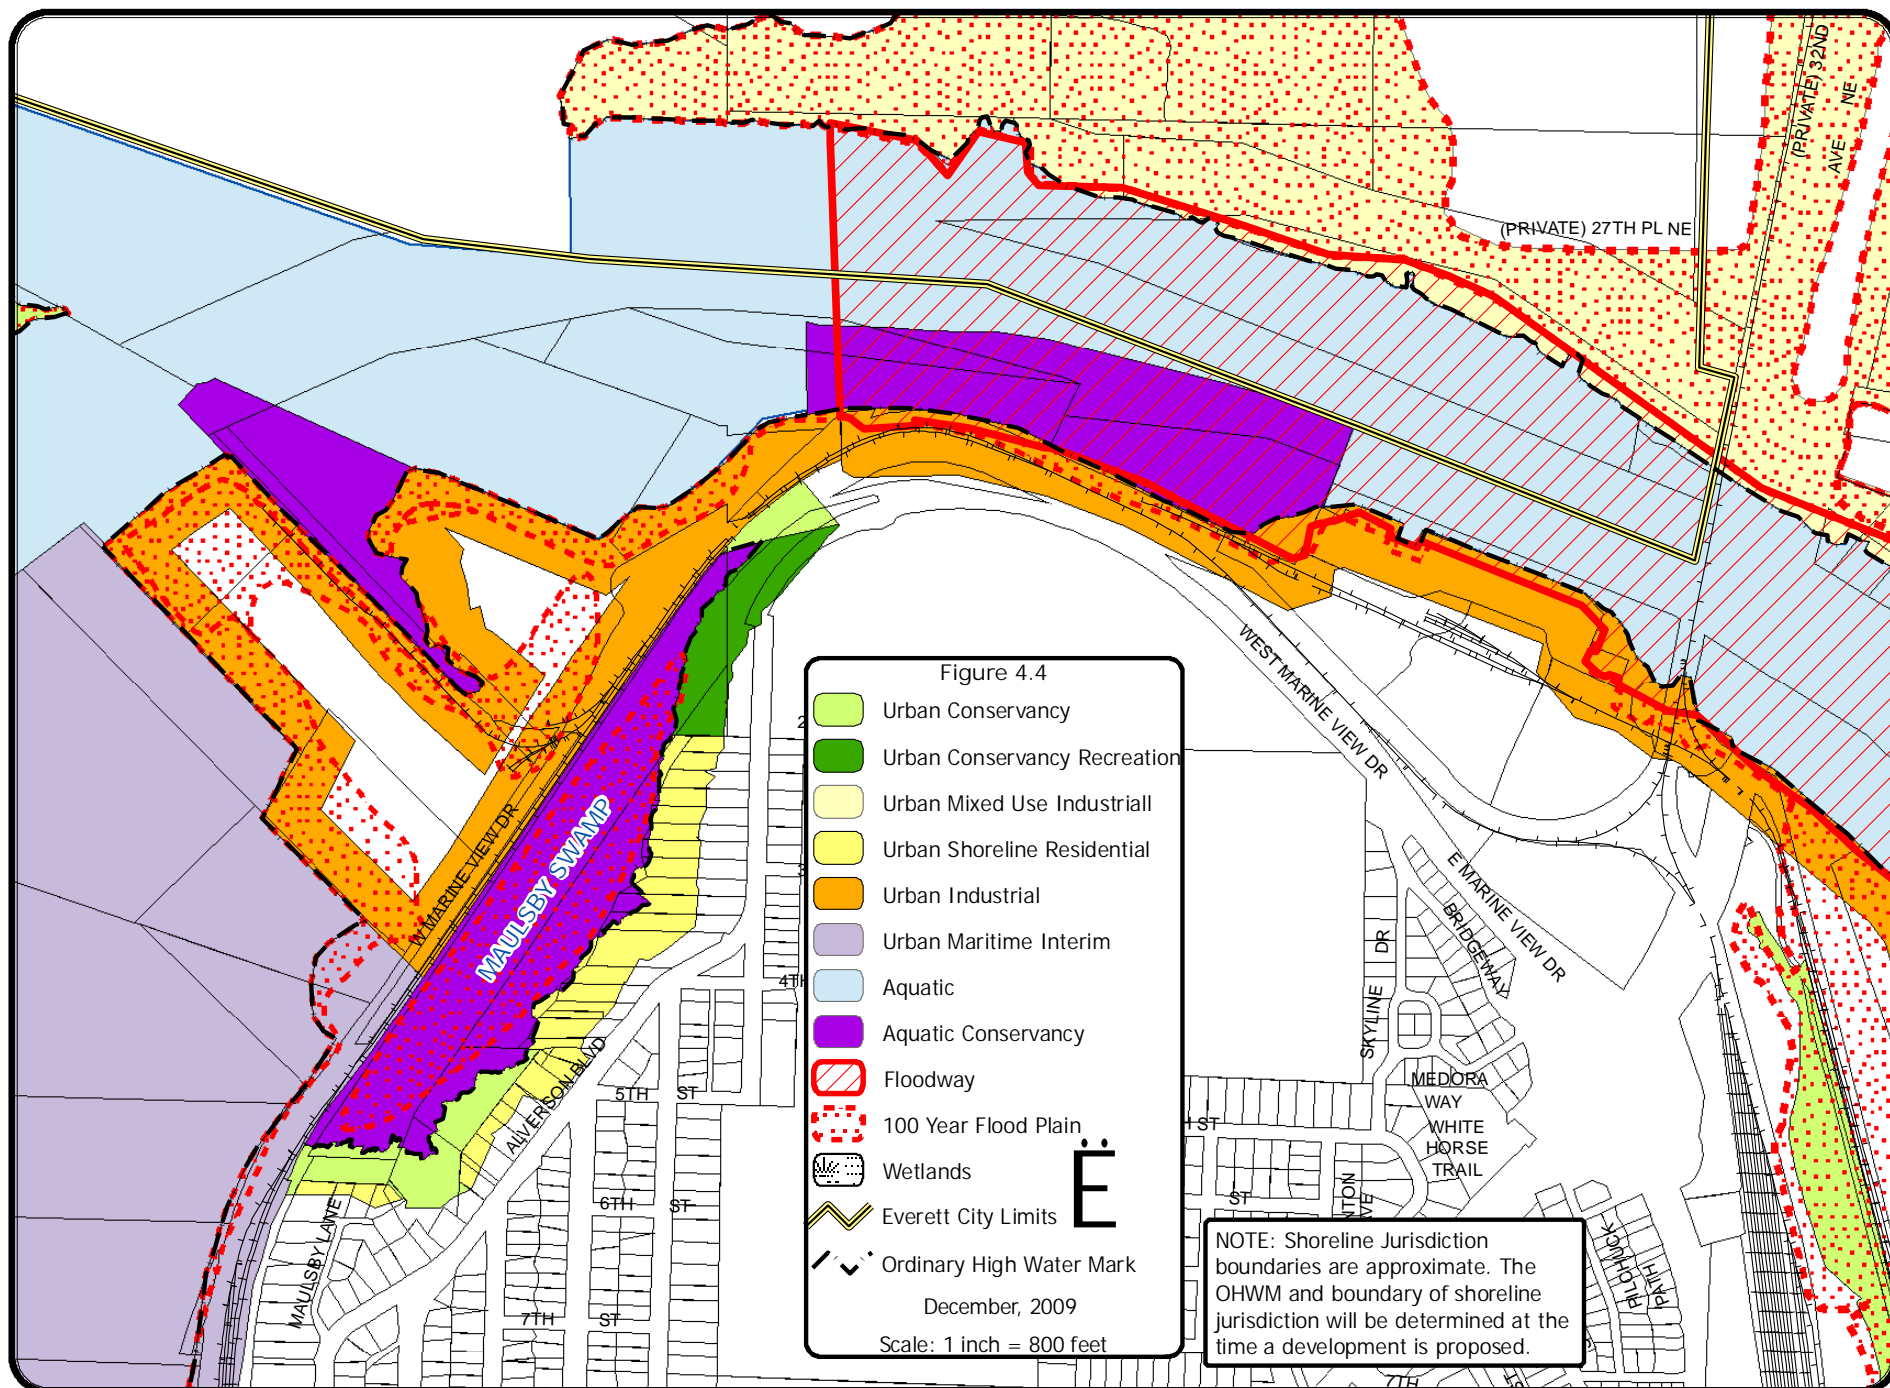 (PRIVATE) 32ND
AVE NE
(PRIVATE) 27TH PL NE
WEST MARINE VIEW DR
W MARINE VIEW DR
MAULSBY SWAMP
E MARINE VIEW DR
BRIDGEWAY
SKYLINE DR
MEDORA
WAY
WHITE
HORSE
TRAIL
ALVERSON BLVD
MAULSBY LANE
4TH
5TH ST
6TH ST
7TH ST
ST
ST
7TH
ST
PILCHUCK
PATH
Figure 4.4
Urban Conservancy
Urban Conservancy Recreation
Urban Mixed Use Industriall
Urban Shoreline Residential
Urban Industrial
Urban Maritime Interim
Aquatic
Aquatic Conservancy
Floodway
100 Year Flood Plain
Wetlands
Everett City Limits
Ë
Ordinary High Water Mark
December, 2009
Scale: 1 inch = 800 feet
NOTE: Shoreline Jurisdiction
boundaries are approximate. The
OHWM and boundary of shoreline
jurisdiction will be determined at the
time a development is proposed.